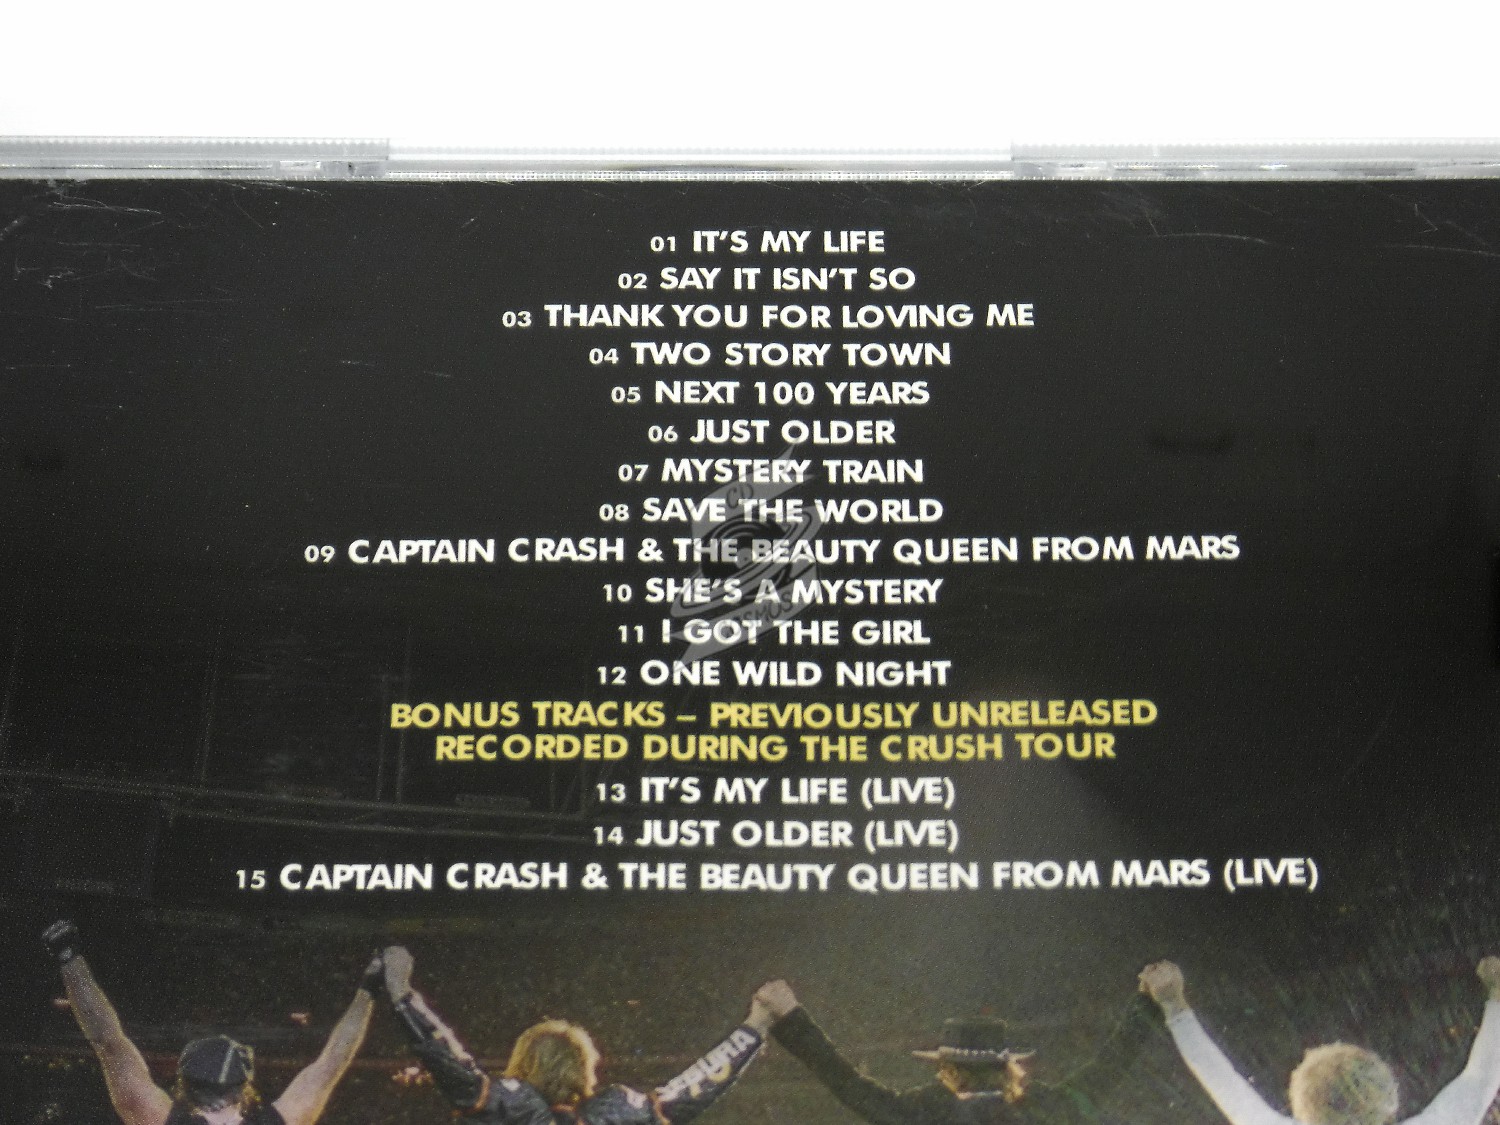 01 IT'S MY LIFE
02 SAY IT ISN'T SO
03 THANK YOU FOR LOVING ME
04 TWO STORY TOWN
05 NEXT 100 YEARS
06 JUST OLDER
07 MYSTERY TRAIN
08 SAVE THE WORLD
09 CAPTAIN CRASH & THE BEAUTY QUEEN FROM MARS
10 SHE'S A MYSTERY
11 I GOT THE GIRL
12 ONE WILD NIGHT
BONUS TRACKS – PREVIOUSLY UNRELEASED
RECORDED DURING THE CRUSH TOUR
13 IT'S MY LIFE (LIVE)
14 JUST OLDER (LIVE)
15 CAPTAIN CRASH & THE BEAUTY QUEEN FROM MARS (LIVE)
CD